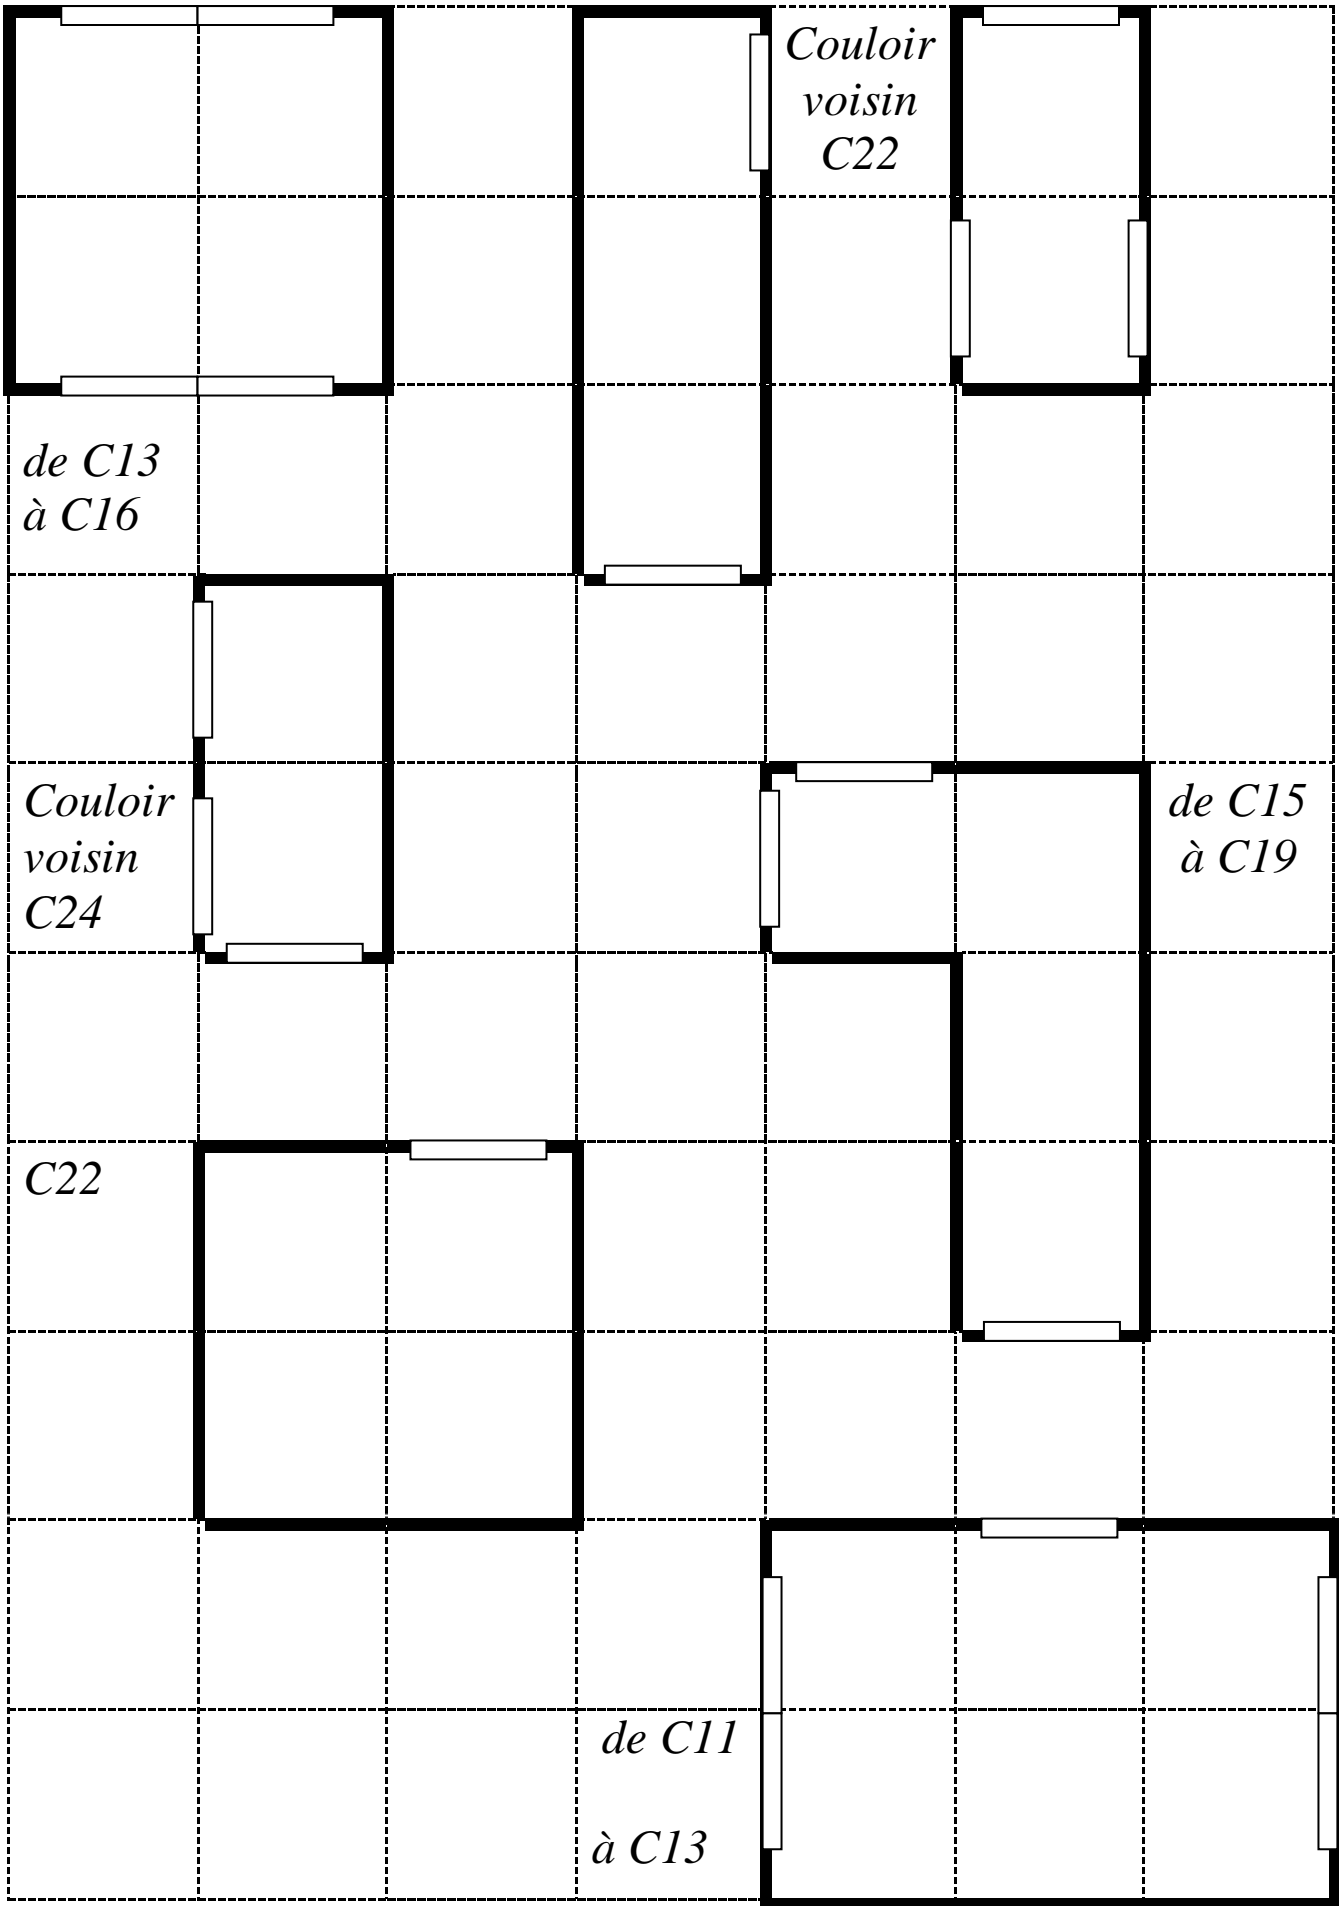 Couloir
voisin
C22
de C13
à C16
Couloir
voisin
C24
de C15
à C19
C22
de C11
à C13